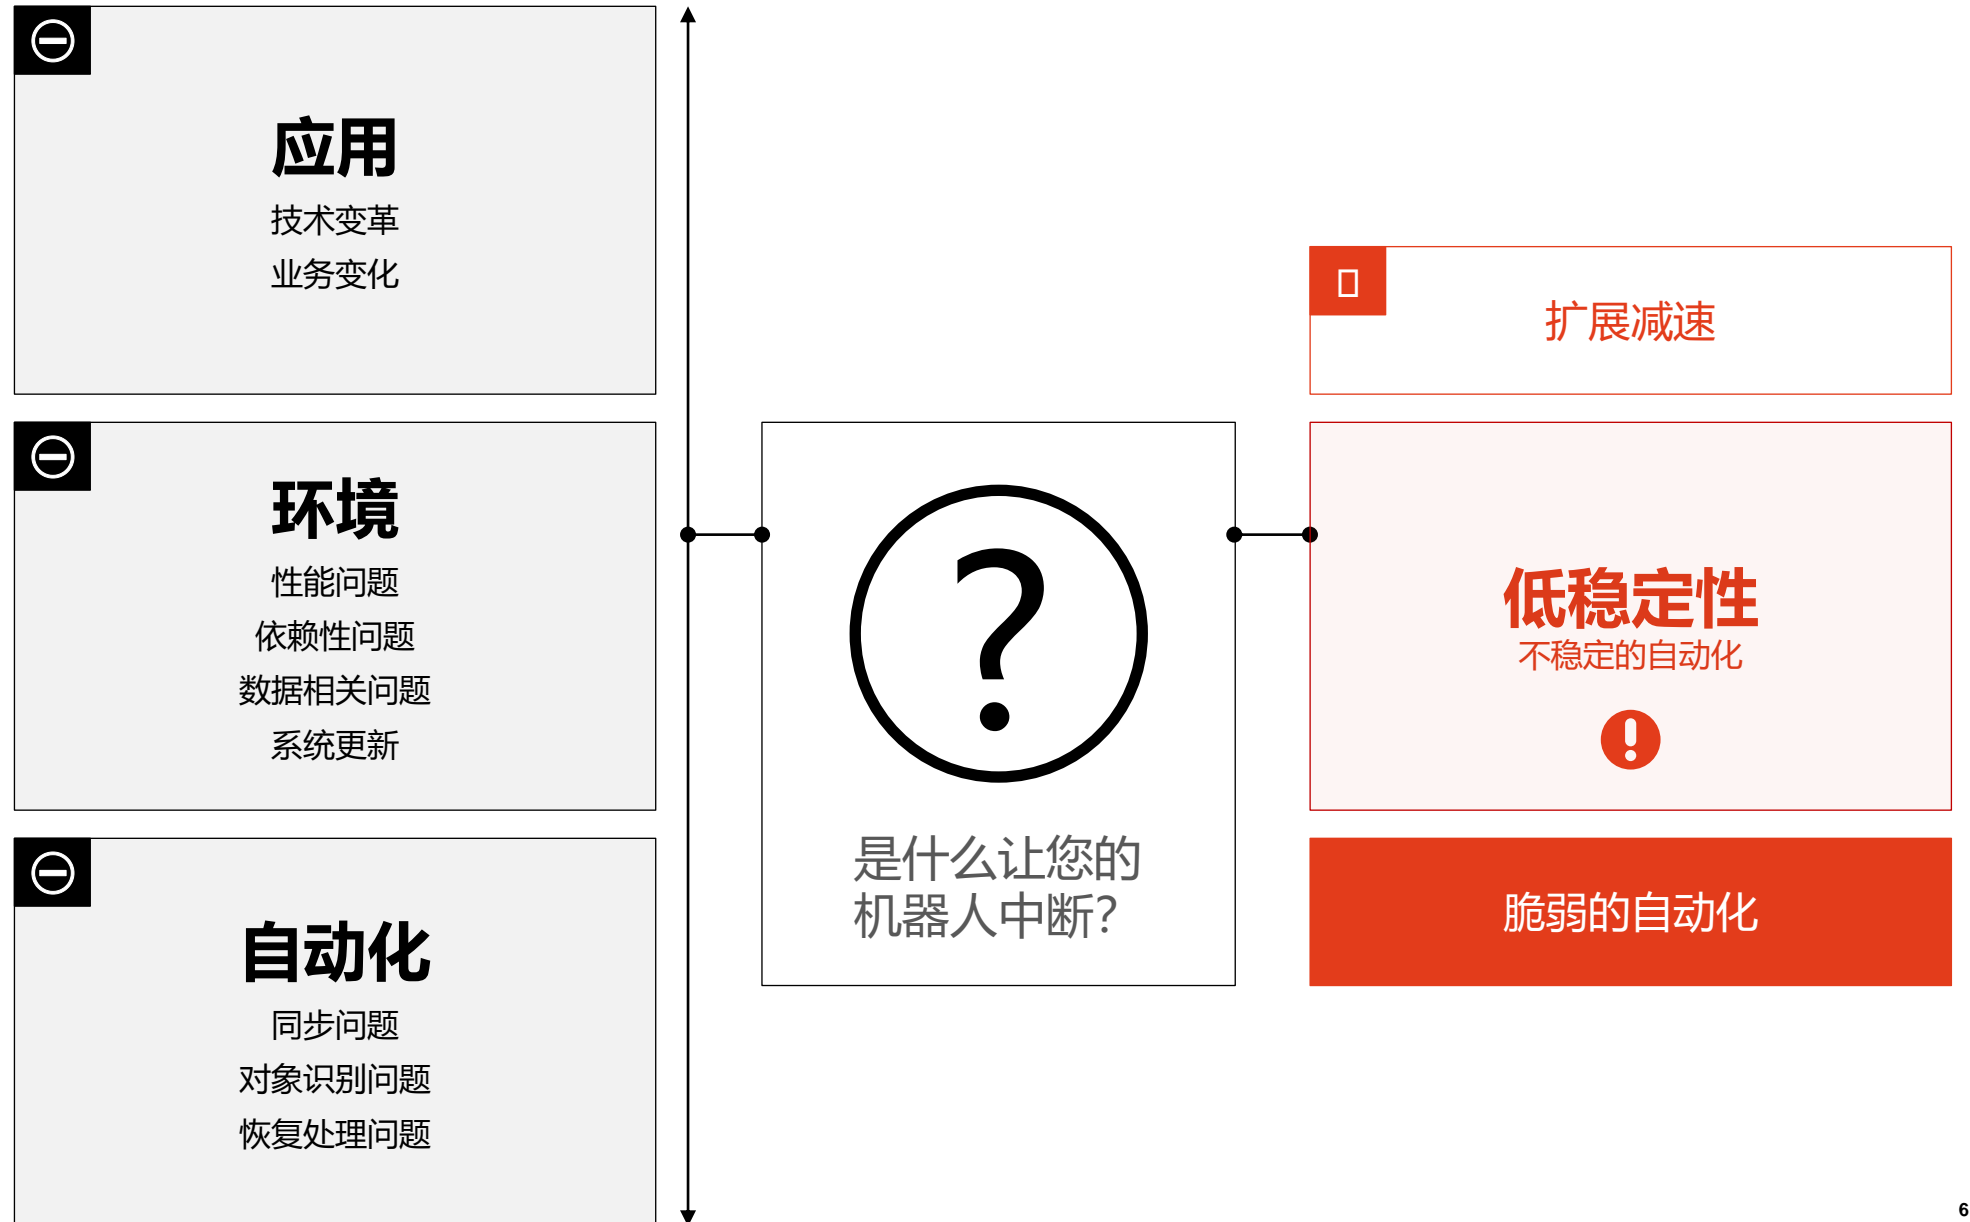 应用
技术变革
业务变化
环境
性能问题
依赖性问题
数据相关问题
系统更新
自动化
同步问题
对象识别问题
恢复处理问题
?
是什么让您的
机器人中断?
扩展减速
低稳定性
不稳定的自动化
!
脆弱的自动化
6